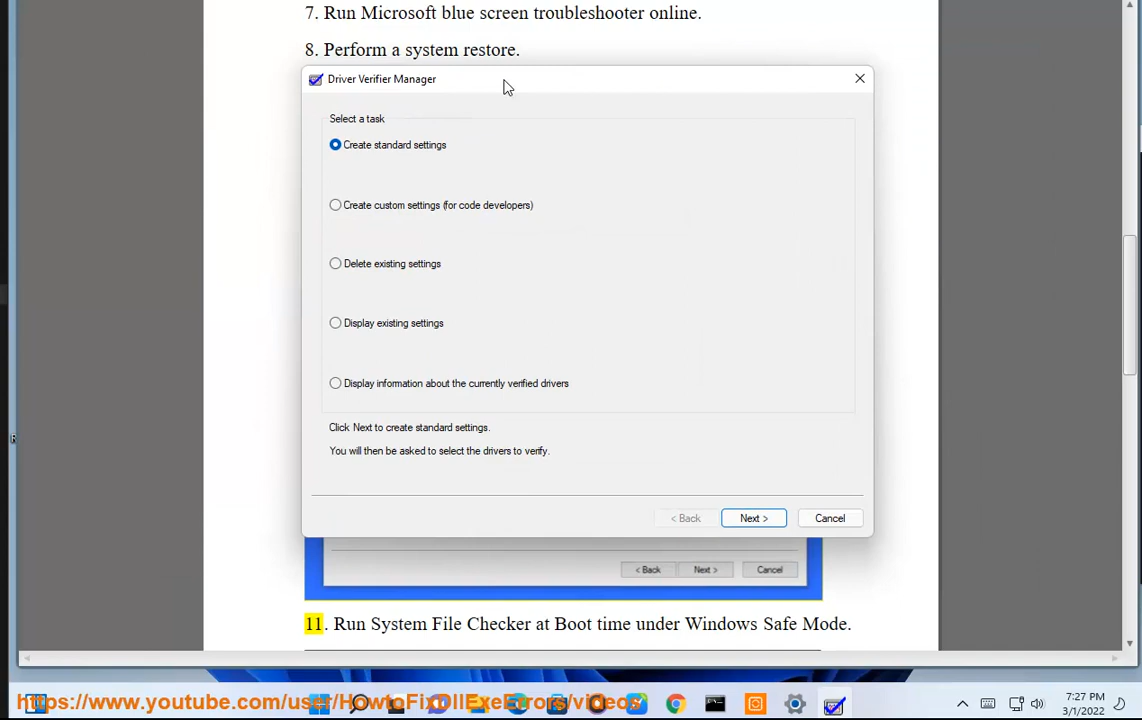 7. Run Microsoft blue screen troubleshooter online.
8. Perform a system restore.
Driver Verifier Manager
Select a task
Create standard settings
Create custom settings (for code developers)
Delete existing settings
Display existing settings
Display information about the currently verified drivers
Click Next to create standard settings.
You will then be asked to select the drivers to verify.
< Back Next > Cancel
< Back Next > Cancel
11. Run System File Checker at Boot time under Windows Safe Mode.
https://www.youtube.com/user/HowtoFixDllExeErrors/videos
7:27 PM
3/1/2022